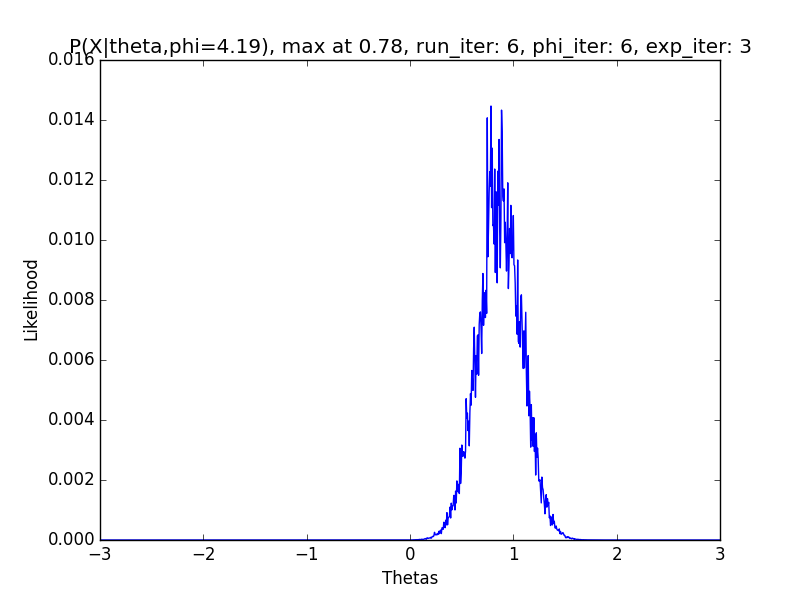 P(X|theta,phi=4.19), max at 0.78, run_iter: 6, phi_iter: 6, exp_iter: 3
0.016
0.014
0.012
0.010
0.008
0.006
0.004
0.002
0.000
Likelihood
−3 −2 −1 0 1 2 3
Thetas